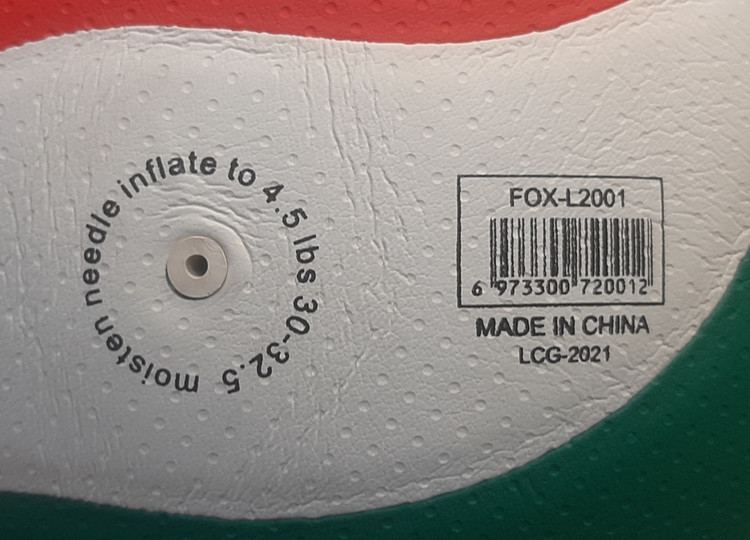 moisten needle inflate to 4.5 lbs 30-32.5
FOX-L2001
6 973300 720012
MADE IN CHINA
LCG-2021